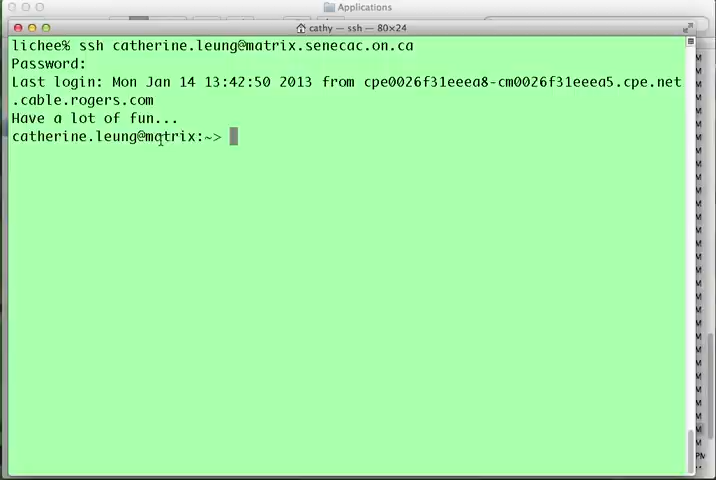 Applications
cathy — ssh — 80×24
lichee% ssh catherine.leung@matrix.senecac.on.ca
Password:
Last login: Mon Jan 14 13:42:50 2013 from cpe0026f31eeea8-cm0026f31eeea5.cpe.net
.cable.rogers.com
Have a lot of fun...
catherine.leung@matrix:~>